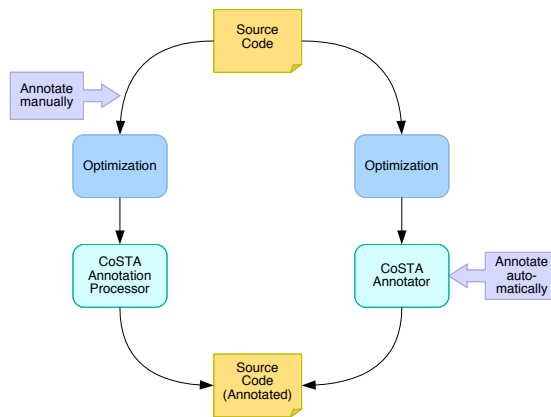 Source
Code
Annotate
manually
Optimization
Optimization
CoSTA
Annotation
Processor
CoSTA
Annotator
Annotate
auto-
matically
Source
Code
(Annotated)